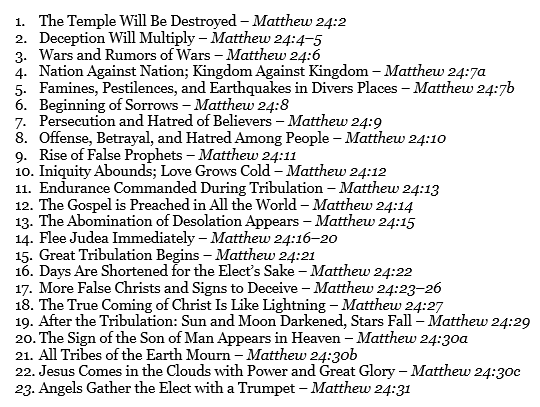 1. The Temple Will Be Destroyed – Matthew 24:2
2. Deception Will Multiply – Matthew 24:4–5
3. Wars and Rumors of Wars – Matthew 24:6
4. Nation Against Nation; Kingdom Against Kingdom – Matthew 24:7a
5. Famines, Pestilences, and Earthquakes in Divers Places – Matthew 24:7b
6. Beginning of Sorrows – Matthew 24:8
7. Persecution and Hatred of Believers – Matthew 24:9
8. Offense, Betrayal, and Hatred Among People – Matthew 24:10
9. Rise of False Prophets – Matthew 24:11
10. Iniquity Abounds; Love Grows Cold – Matthew 24:12
11. Endurance Commanded During Tribulation – Matthew 24:13
12. The Gospel is Preached in All the World – Matthew 24:14
13. The Abomination of Desolation Appears – Matthew 24:15
14. Flee Judea Immediately – Matthew 24:16–20
15. Great Tribulation Begins – Matthew 24:21
16. Days Are Shortened for the Elect’s Sake – Matthew 24:22
17. More False Christs and Signs to Deceive – Matthew 24:23–26
18. The True Coming of Christ Is Like Lightning – Matthew 24:27
19. After the Tribulation: Sun and Moon Darkened, Stars Fall – Matthew 24:29
20. The Sign of the Son of Man Appears in Heaven – Matthew 24:30a
21. All Tribes of the Earth Mourn – Matthew 24:30b
22. Jesus Comes in the Clouds with Power and Great Glory – Matthew 24:30c
23. Angels Gather the Elect with a Trumpet – Matthew 24:31